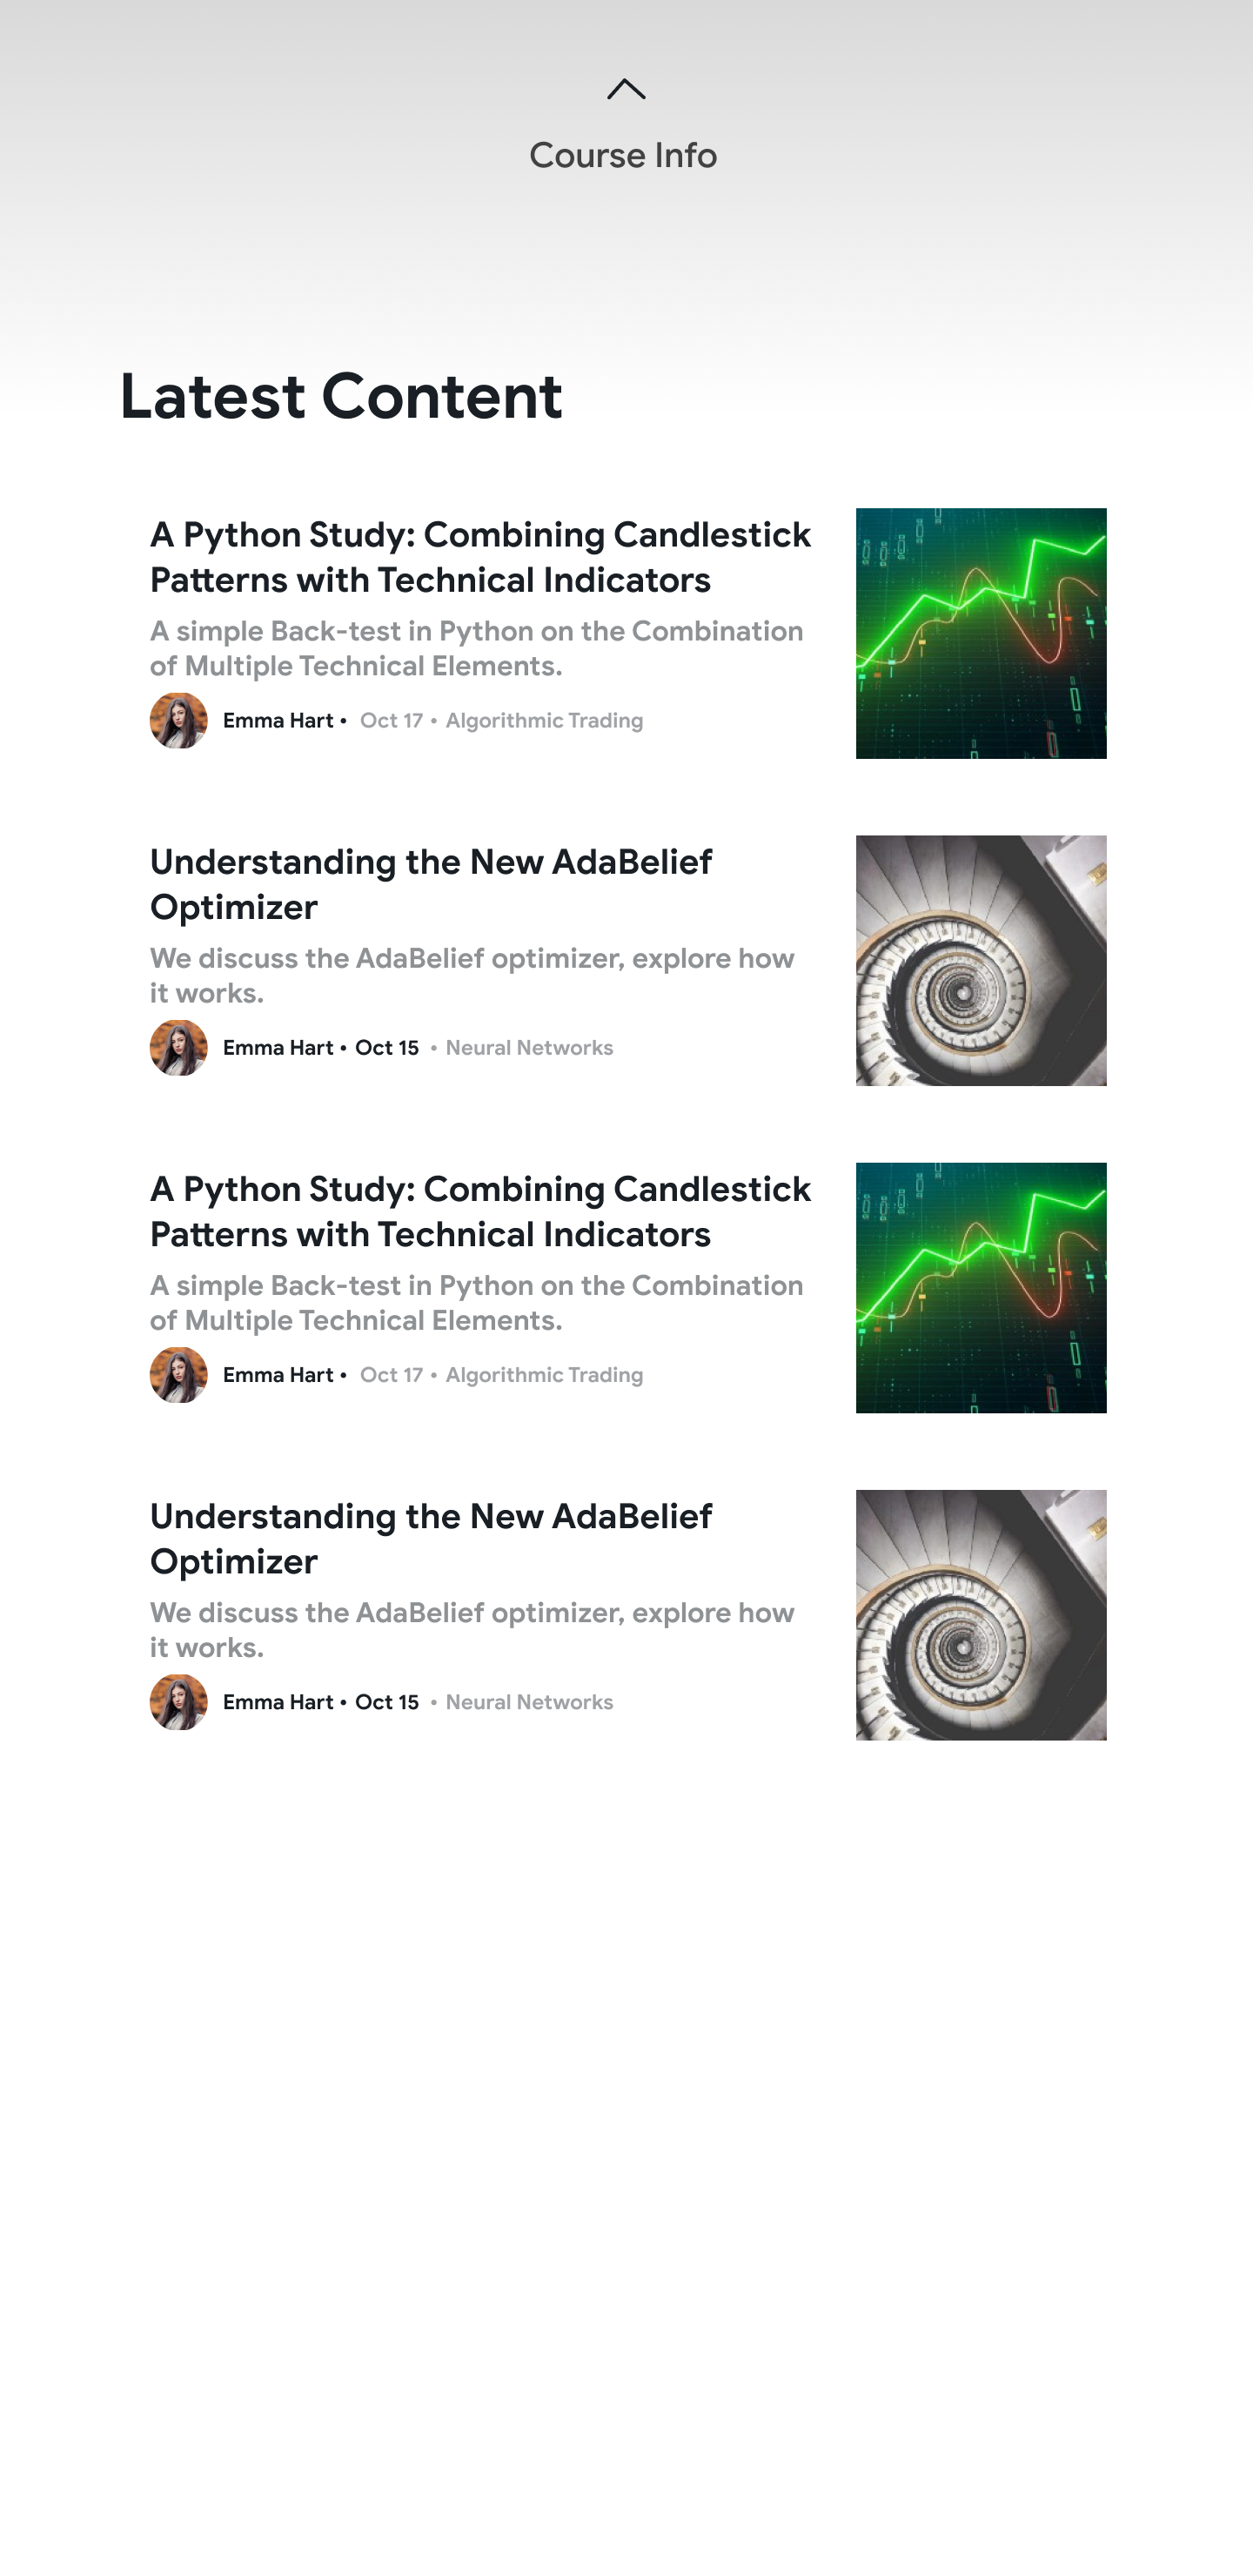 Course Info
Latest Content
A Python Study: Combining Candlestick
Patterns with Technical Indicators
A simple Back-test in Python on the Combination
of Multiple Technical Elements.
Emma Hart • Oct 17 • Algorithmic Trading
Understanding the New AdaBelief
Optimizer
We discuss the AdaBelief optimizer, explore how
it works.
Emma Hart • Oct 15 • Neural Networks
A Python Study: Combining Candlestick
Patterns with Technical Indicators
A simple Back-test in Python on the Combination
of Multiple Technical Elements.
Emma Hart • Oct 17 • Algorithmic Trading
Understanding the New AdaBelief
Optimizer
We discuss the AdaBelief optimizer, explore how
it works.
Emma Hart • Oct 15 • Neural Networks